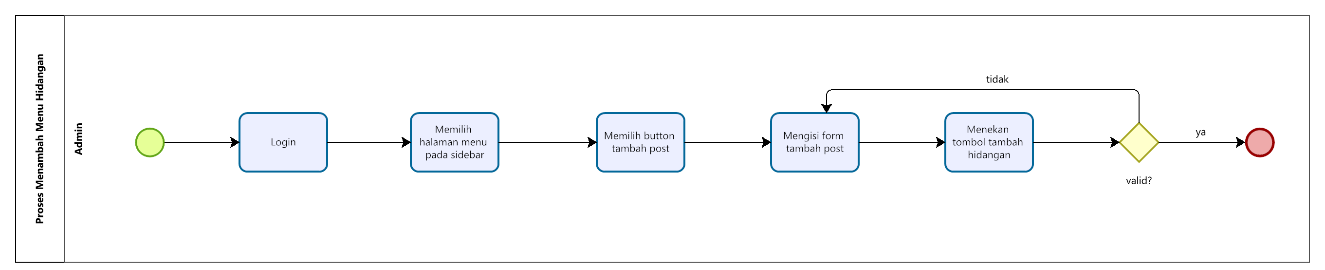 Proses Menambah Menu Hidangan
Admin
Login
Memilih
halaman menu
pada sidebar
Memilih button
tambah post
Mengisi form
tambah post
Menekan
tombol tambah
hidangan
tidak
valid?
ya